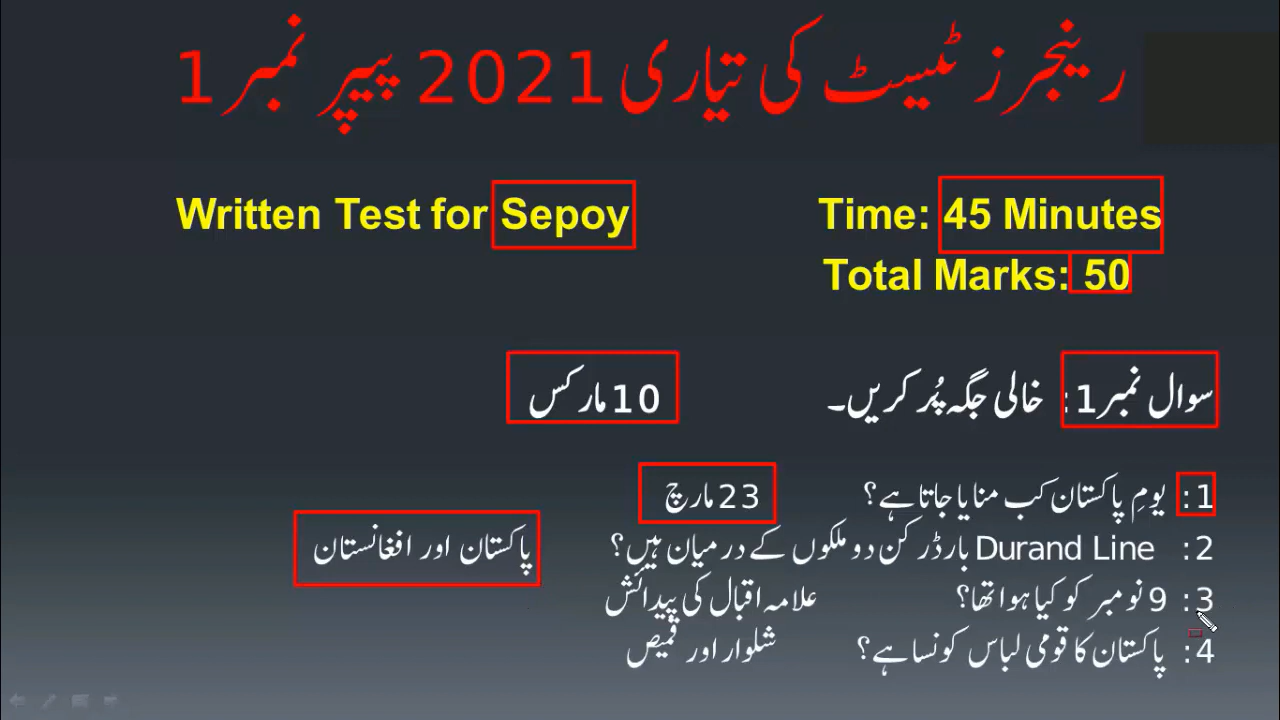 رینجرز ٹیسٹ کی تیاری 2021 پیپر نمبر 1
Written Test for Sepoy
Time: 45 Minutes
Total Marks: 50
سوال نمبر1: خالی جگہ پُر کریں۔ 10 مارکس
1: یومِ پاکستان کب منایا جاتا ہے؟ 23 مارچ
2: Durand Line بارڈر کن دو ملکوں کے درمیان ہیں؟ پاکستان اور افغانستان
3: 9 نومبر کو کیا ہوا تھا؟ علامہ اقبال کی پیدائش
4: پاکستان کا قومی لباس کونسا ہے؟ شلوار اور قمیص